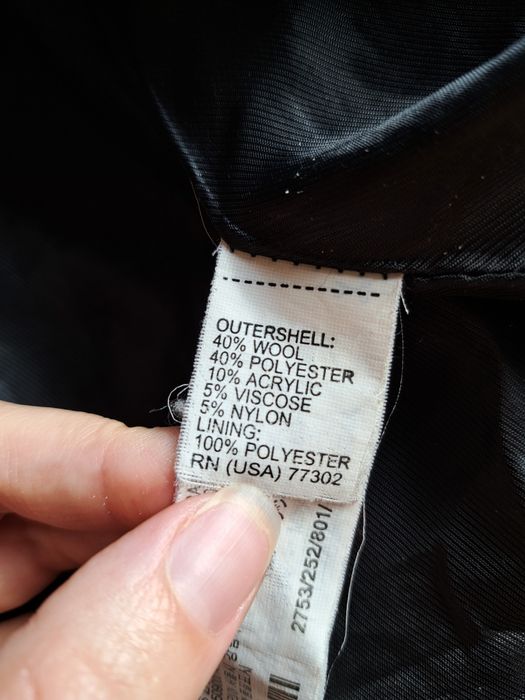 OUTERSHELL:
40% WOOL
40% POLYESTER
10% ACRYLIC
5% VISCOSE
5% NYLON
LINING:
100% POLYESTER
RN (USA) 77302
2753/252/801/